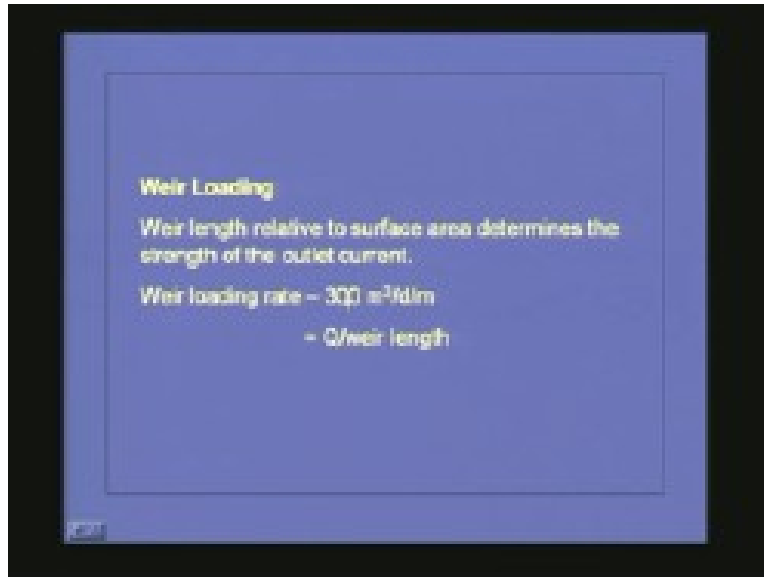 Weir Loading
Weir length relative to surface area determines the
strength of the outlet current.
Weir loading rate – 300 m³/d/m
= Q/weir length